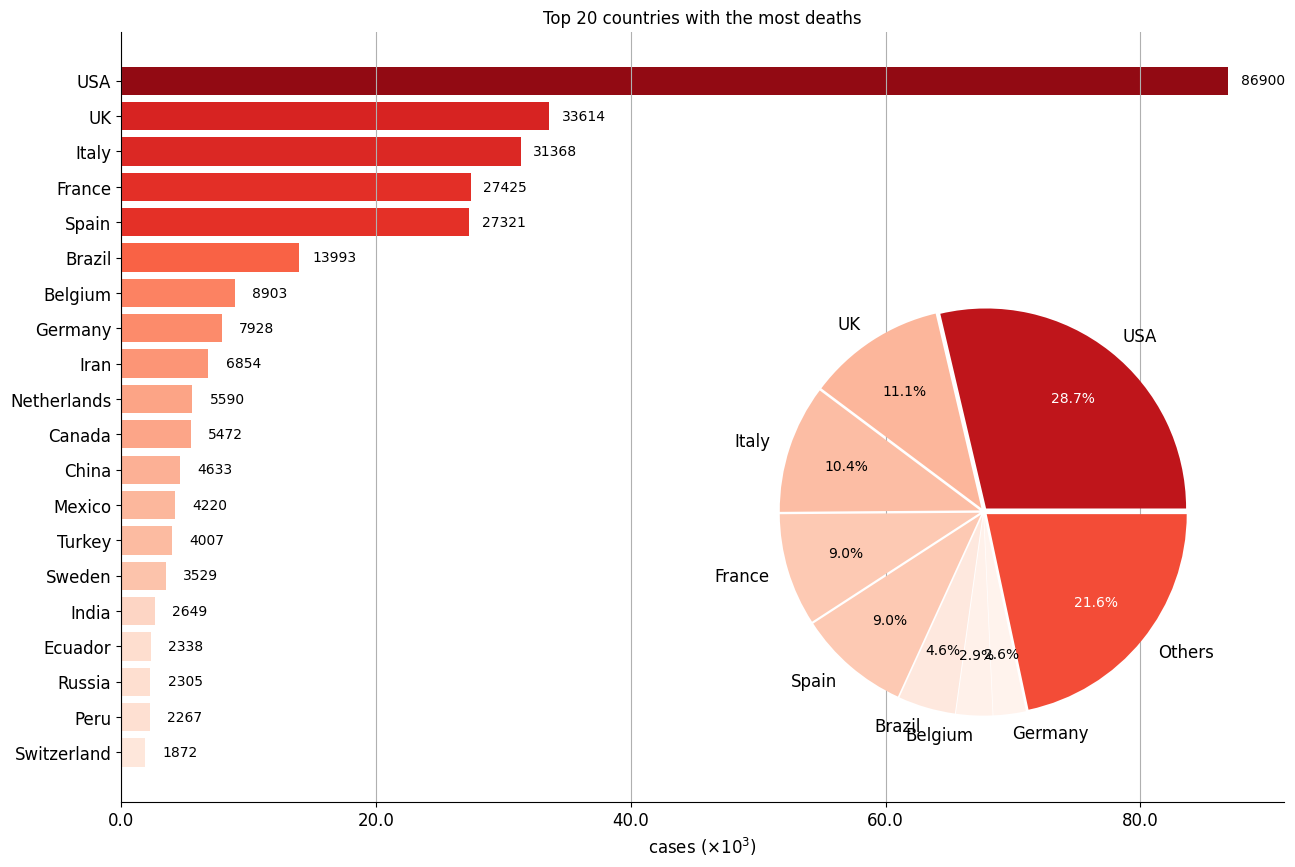 Top 20 countries with the most deaths
USA 86900
UK 33614
Italy 31368
France 27425
Spain 27321
Brazil 13993
Belgium 8903
Germany 7928
Iran 6854
Netherlands 5590
Canada 5472
China 4633
Mexico 4220
Turkey 4007
Sweden 3529
India 2649
Ecuador 2338
Russia 2305
Peru 2267
Switzerland 1872
0.0 20.0 40.0 60.0 80.0
cases (×10³)
USA
28.7%
UK
11.1%
Italy
10.4%
France
9.0%
Spain
9.0%
Brazil
4.6%
Belgium
2.9%
Germany
2.6%
Others
21.6%